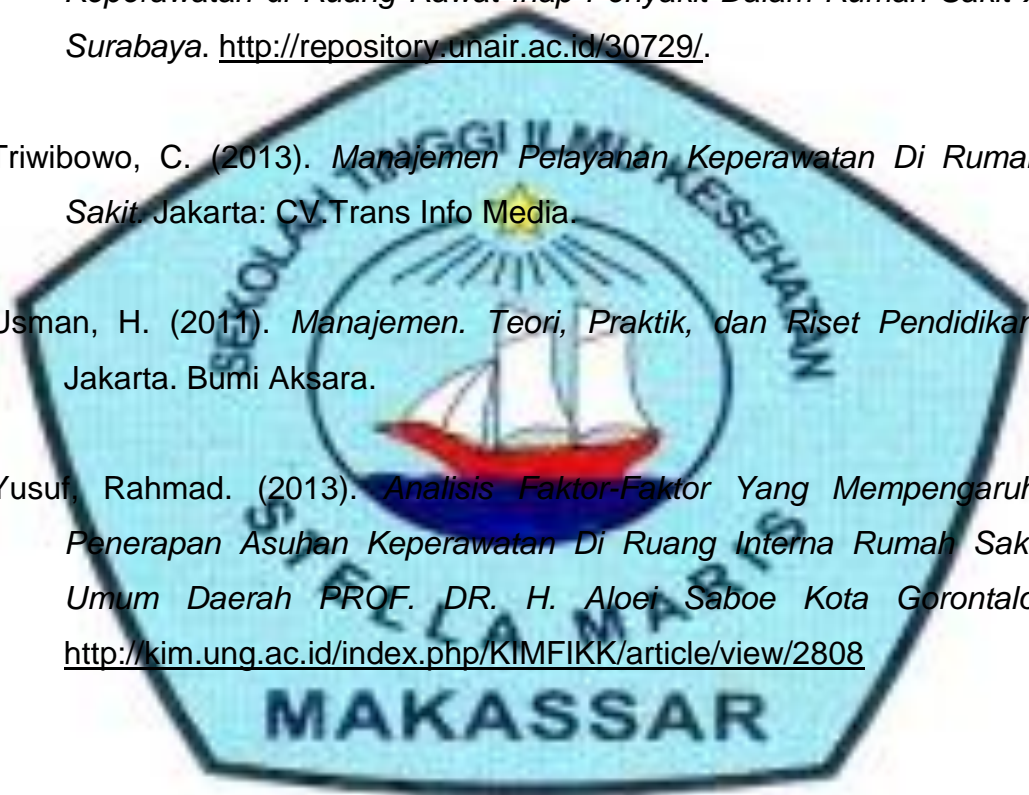 Keperawatan di Ruang Rawat Inap Penyakit Dalam Rumah Sakit
Surabaya. http://repository.unair.ac.id/30729/.
Triwibowo, C. (2013). Manajemen Pelayanan Keperawatan Di Rumah
Sakit. Jakarta: CV.Trans Info Media.
Usman, H. (2011). Manajemen. Teori, Praktik, dan Riset Pendidikan
Jakarta. Bumi Aksara.
Yusuf, Rahmad. (2013). Analisis Faktor-Faktor Yang Mempengaruh
Penerapan Asuhan Keperawatan Di Ruang Interna Rumah Sak
Umum Daerah PROF. DR. H. Aloei Saboe Kota Gorontalo
http://kim.ung.ac.id/index.php/KIMFIKK/article/view/2808
SEKOLAH TINGGI ILMU KESEHATAN
STELLA MARIS
MAKASSAR